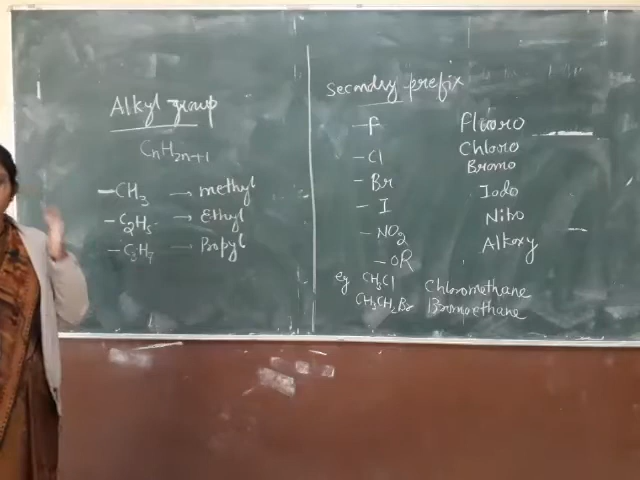 Alkyl group
CnH2n+1
-CH3 → methyl
-C2H5 → Ethyl
-C3H7 → Propyl
Secondry prefix
-F Fluoro
-Cl Chloro
-Br Bromo
-I Iodo
-NO2 Nitro
-OR Alkoxy
eg CH3Cl Chloromethane
CH3CH2Br Bromoethane